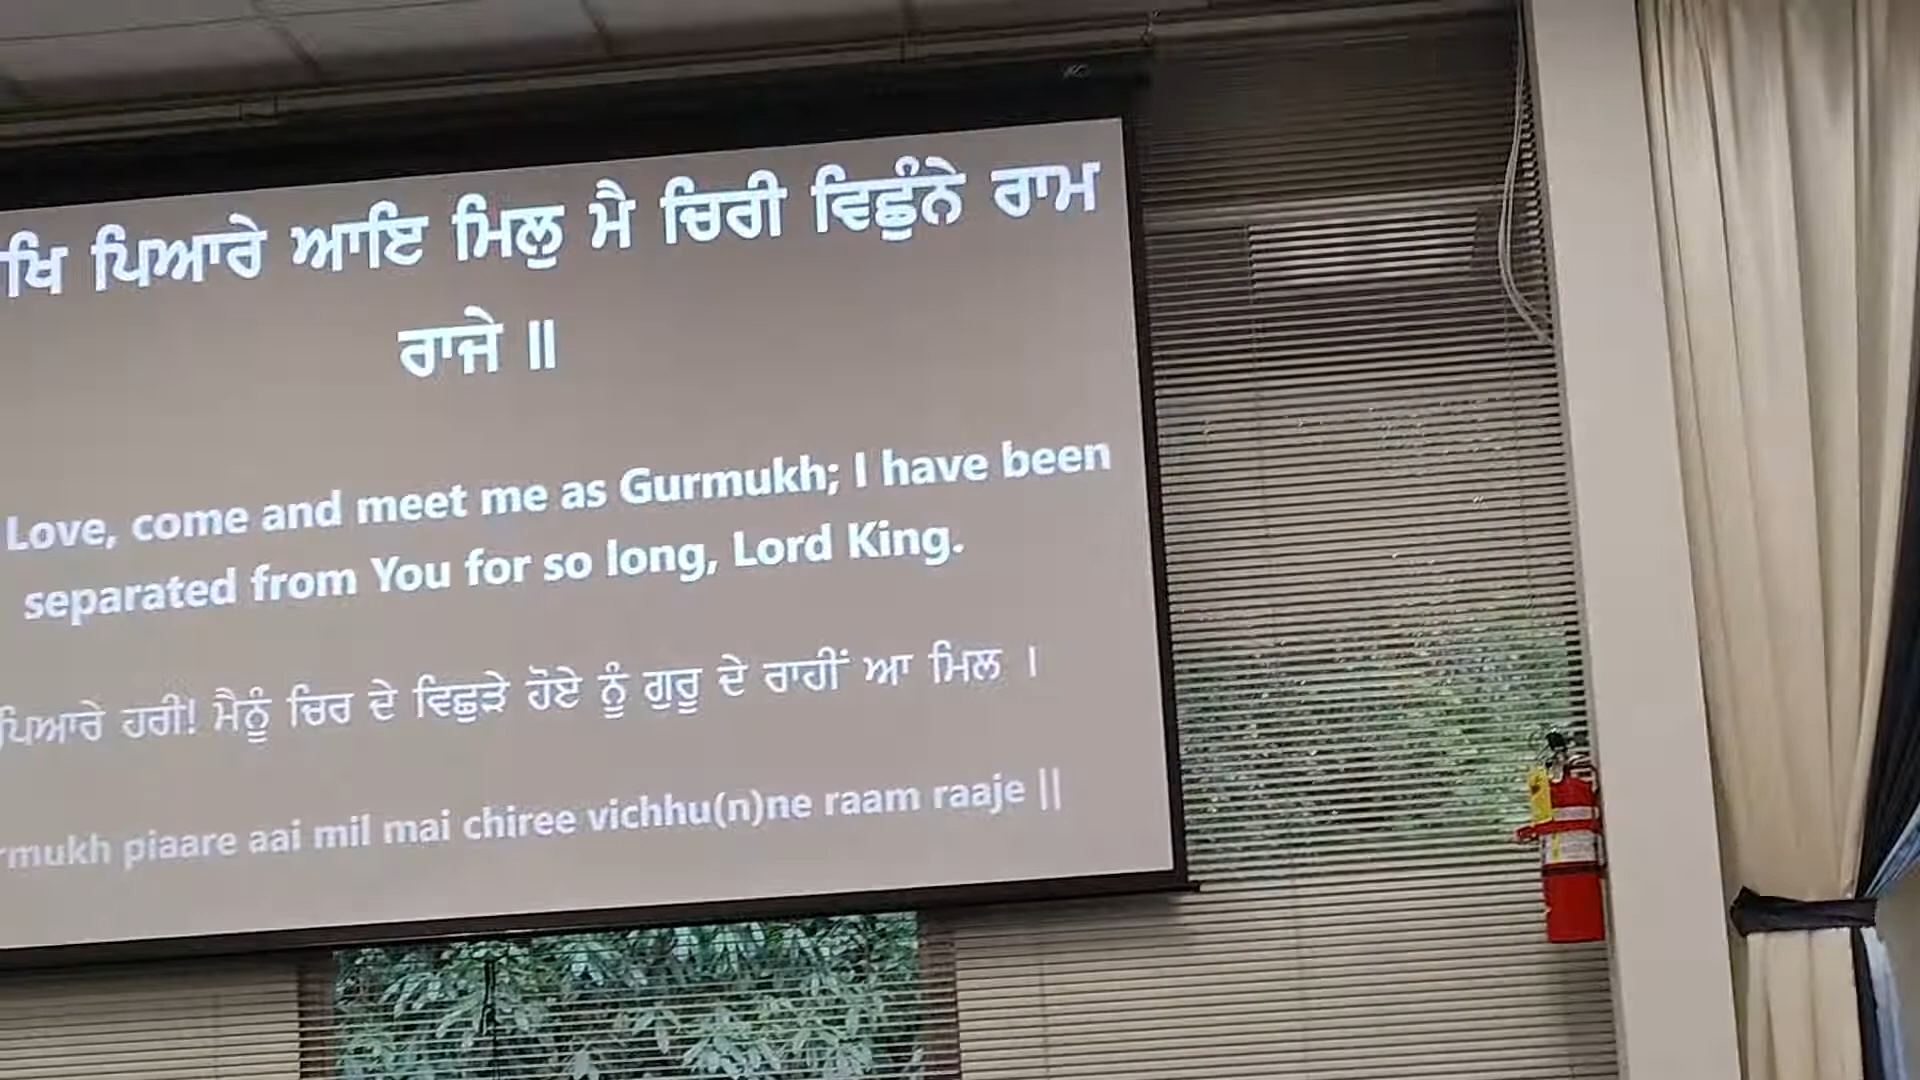 ਖਿ ਪਿਆਰੇ ਆਇ ਮਿਲੁ ਮੈ ਚਿਰੀ ਵਿਛੁੰਨੇ ਰਾਮ
ਰਾਜੇ ॥
Love, come and meet me as Gurmukh; I have been
separated from You for so long, Lord King.
ਪਿਆਰੇ ਹਰੀ! ਮੈਨੂੰ ਚਿਰ ਦੇ ਵਿਛੁੜੇ ਹੋਏ ਨੂੰ ਗੁਰੂ ਦੇ ਰਾਹੀਂ ਆ ਮਿਲ ।
rmukh piaare aai mil mai chiree vichhu(n)ne raam raaje ||